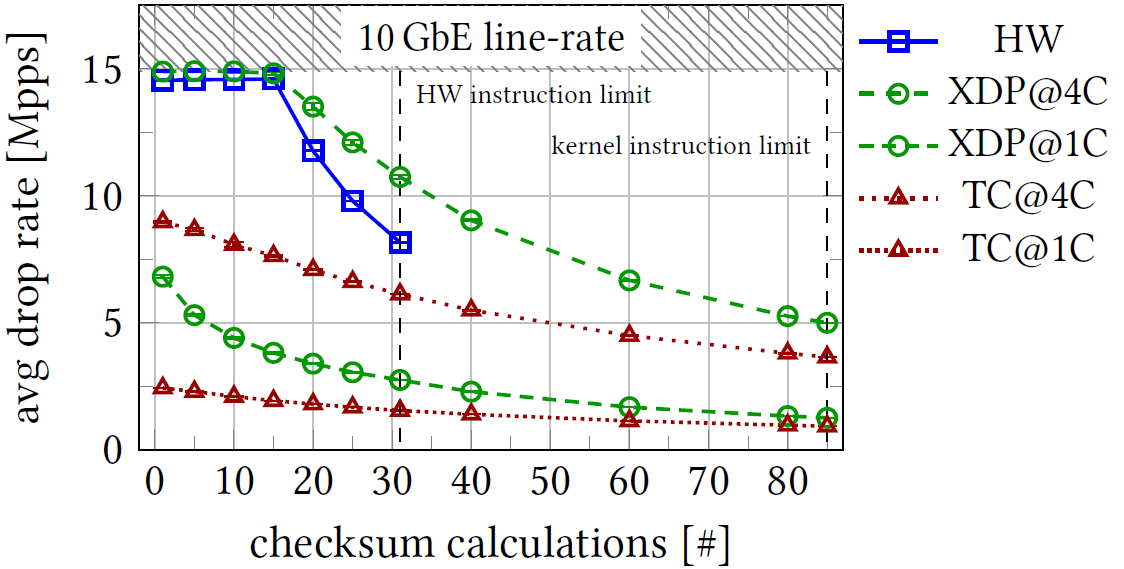 10 GbE line-rate
HW instruction limit
kernel instruction limit
avg drop rate [Mpps]
15
10
5
0
0 10 20 30 40 50 60 70 80
checksum calculations [#]
HW
XDP@4C
XDP@1C
TC@4C
TC@1C